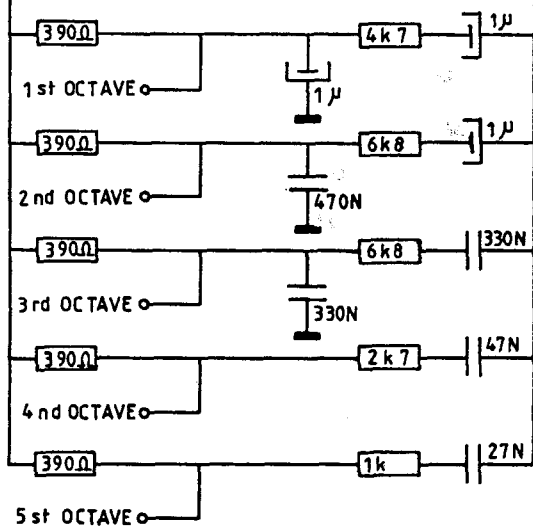 390Ω 4k7 1µ
1st OCTAVE 1µ
390Ω 6k8 1µ
2nd OCTAVE 470N
390Ω 6k8 330N
3rd OCTAVE 330N
390Ω 2k7 47N
4nd OCTAVE
390Ω 1k 27N
5st OCTAVE